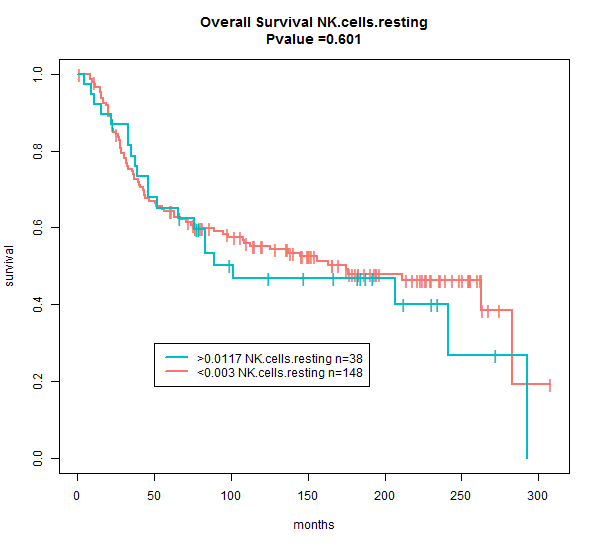 Overall Survival NK.cells.resting
Pvalue =0.601
survival
1.0
0.8
0.6
0.4
0.2
0.0
>0.0117 NK.cells.resting n=38
<0.003 NK.cells.resting n=148
0 50 100 150 200 250 300
months